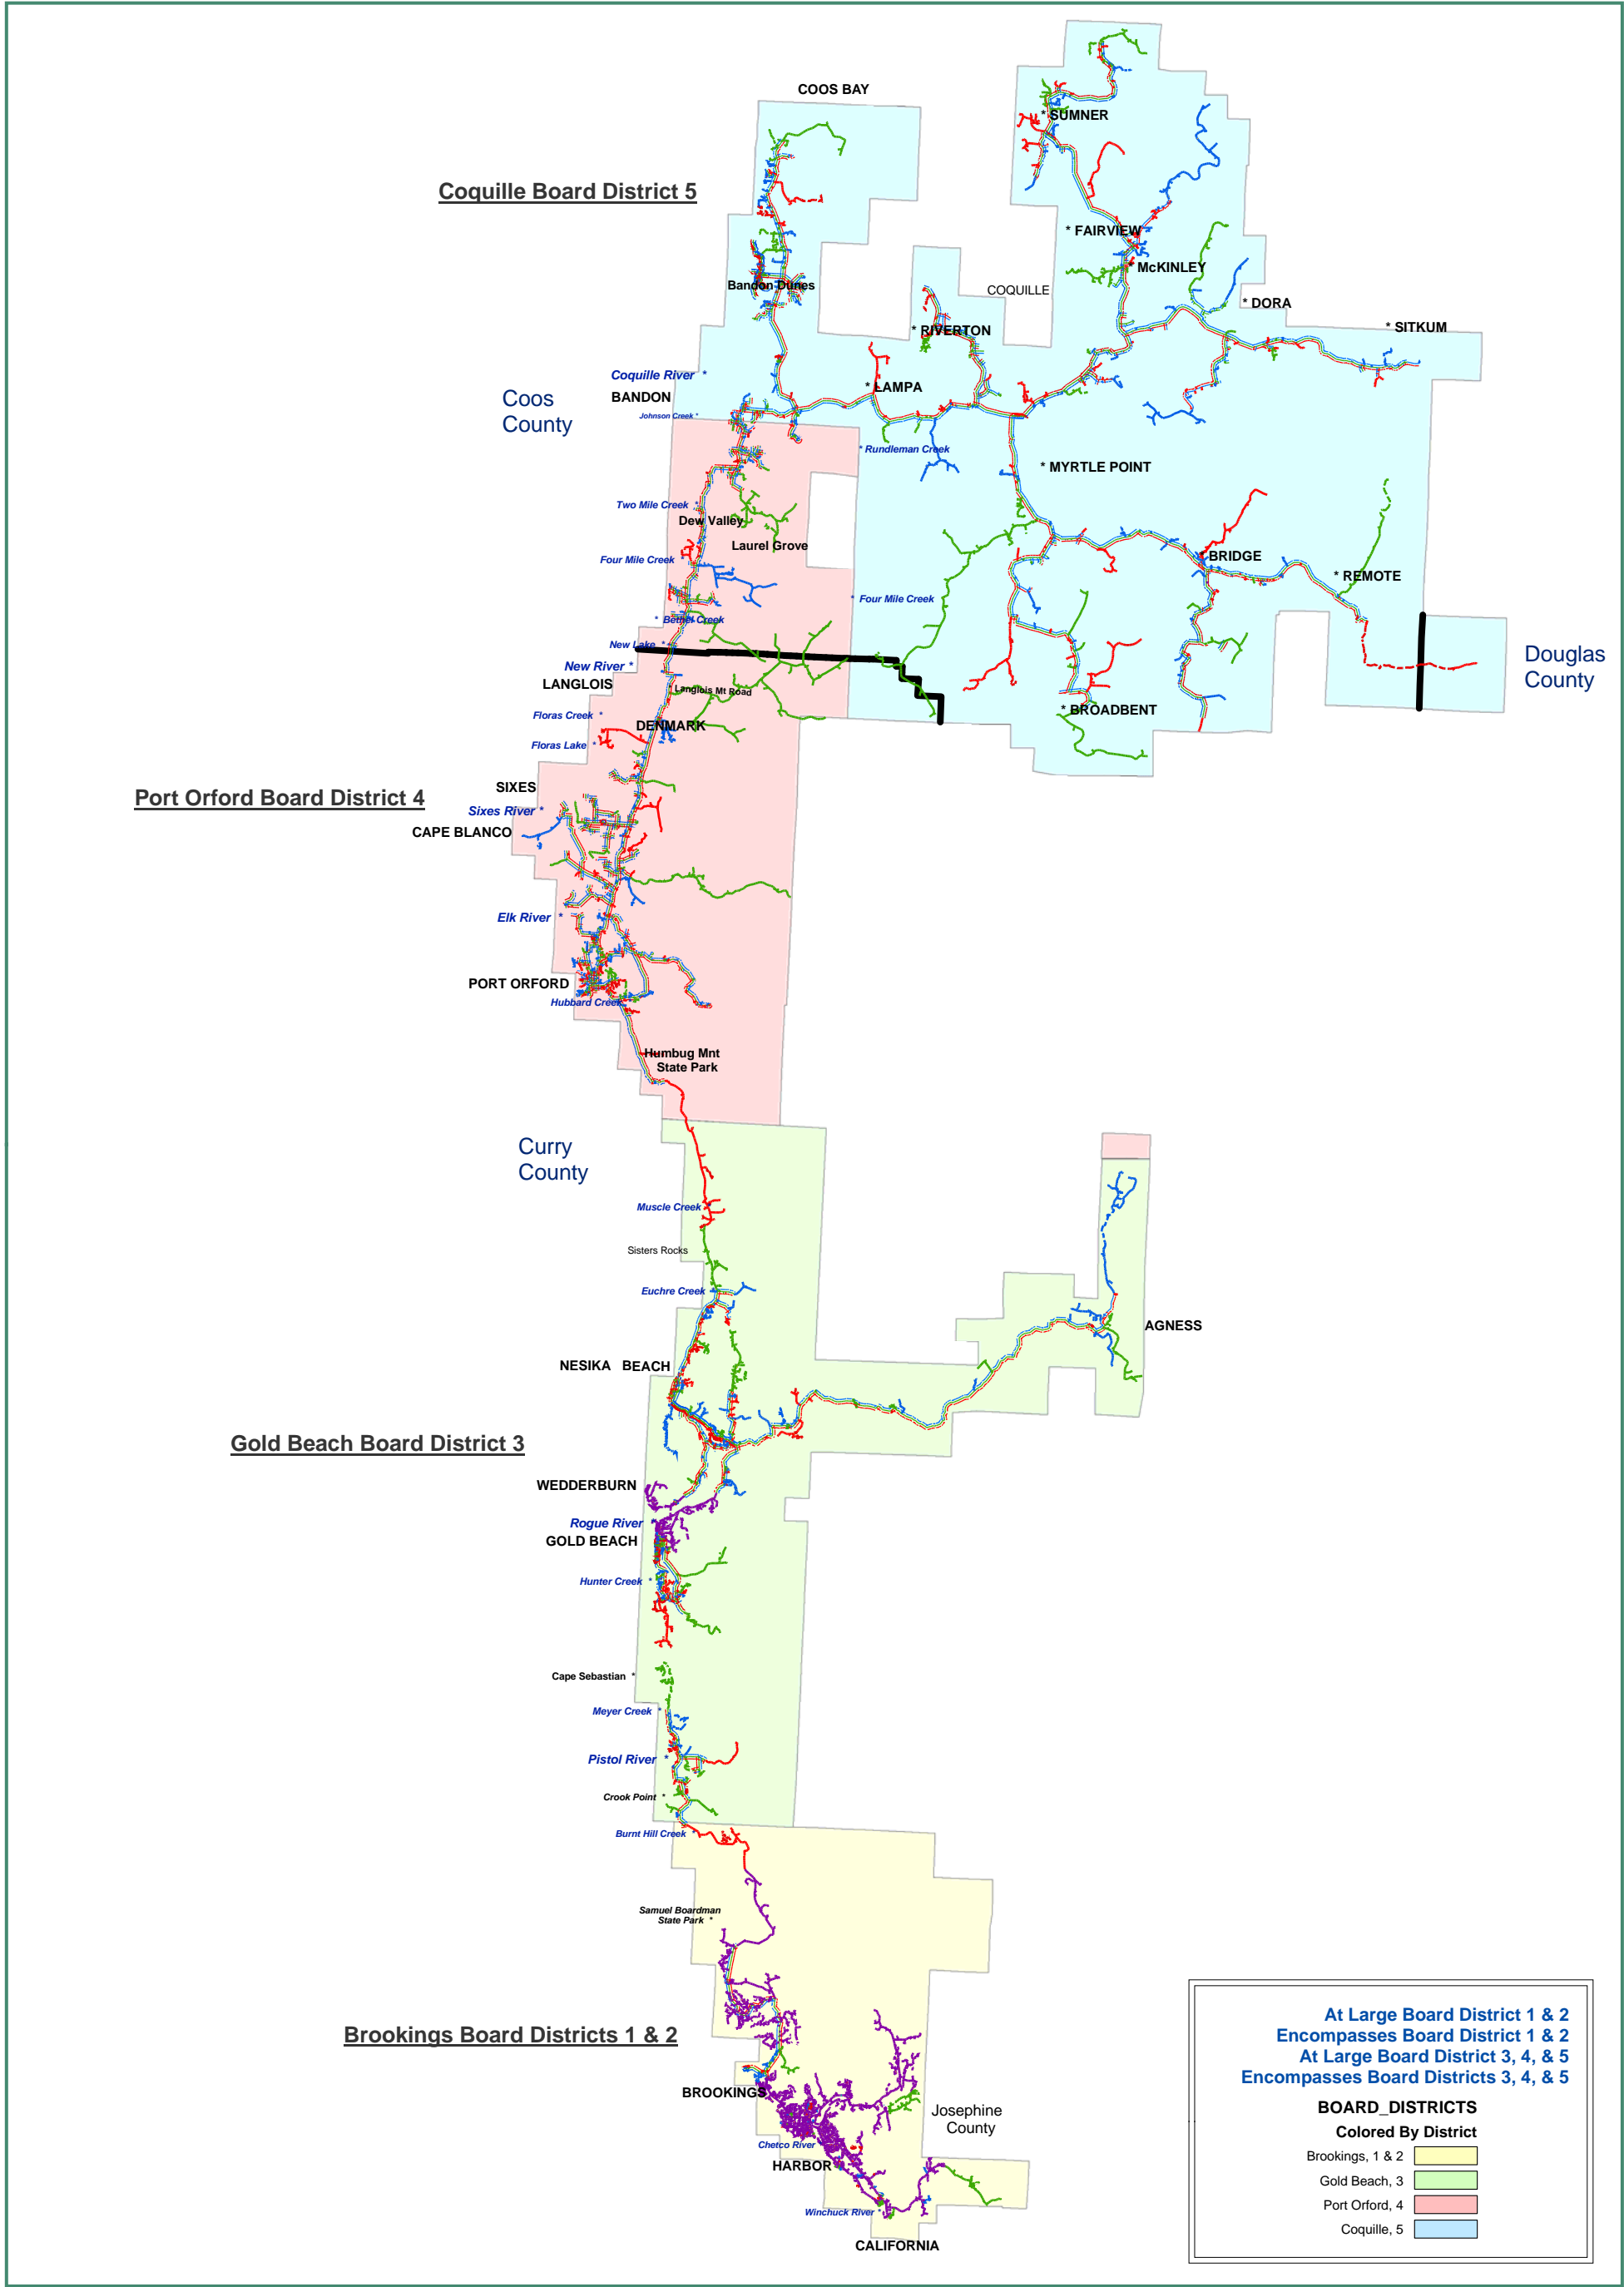 COOS BAY
* SUMNER
Coquille Board District 5
* FAIRVIEW
* McKINLEY
Bandon Dunes
COQUILLE
* DORA
* RIVERTON
* SITKUM
Coquille River *
* LAMPA
Coos
County
BANDON
Johnson Creek *
* Rundleman Creek
* MYRTLE POINT
Two Mile Creek *
Dew Valley
Laurel Grove
Four Mile Creek *
* BRIDGE
* REMOTE
* Four Mile Creek
* Bethel Creek
New Lake *
New River *
Douglas
County
LANGLOIS
Langlois Mt Road
Floras Creek *
DENMARK
* BROADBENT
Floras Lake *
SIXES
Port Orford Board District 4
Sixes River *
CAPE BLANCO
Elk River *
PORT ORFORD
Hubbard Creek
Humbug Mnt
State Park
Curry
County
Muscle Creek *
Sisters Rocks
Euchre Creek *
AGNESS
NESIKA BEACH
Gold Beach Board District 3
WEDDERBURN
Rogue River *
GOLD BEACH
Hunter Creek *
Cape Sebastian *
Meyer Creek *
Pistol River *
Crook Point *
Burnt Hill Creek *
Samuel Boardman
State Park *
Brookings Board Districts 1 & 2
BROOKINGS
Josephine
County
Chetco River
HARBOR
Winchuck River *
CALIFORNIA
At Large Board District 1 & 2
Encompasses Board District 1 & 2
At Large Board District 3, 4, & 5
Encompasses Board Districts 3, 4, & 5
BOARD_DISTRICTS
Colored By District
Brookings, 1 & 2
Gold Beach, 3
Port Orford, 4
Coquille, 5